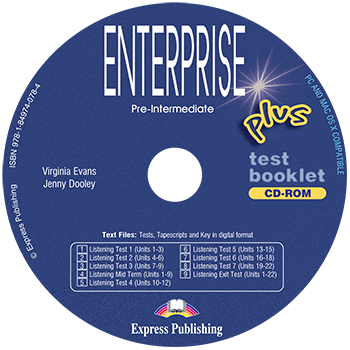 ENTERPRISE
Pre-Intermediate
plus
test
booklet
CD-ROM
PC AND MAC OS X COMPATIBLE
ISBN 978-1-84974-078-4
Virginia Evans
Jenny Dooley
© Express Publishing
Text Files: Tests, Tapescripts and Key in digital format
1 Listening Test 1 (Units 1-3)
2 Listening Test 2 (Units 4-6)
3 Listening Test 3 (Units 7-9)
4 Listening Mid Term (Units 1-9)
5 Listening Test 4 (Units 10-12)
6 Listening Test 5 (Units 13-15)
7 Listening Test 6 (Units 16-18)
8 Listening Test 7 (Units 19-22)
9 Listening Exit Test (Units 1-22)
Express Publishing